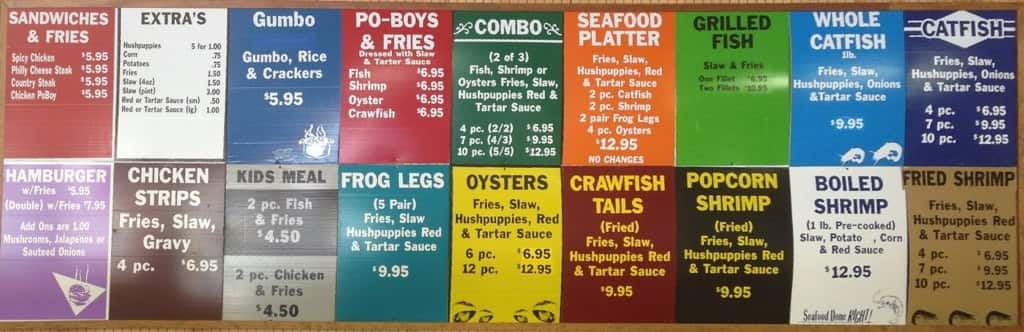 SANDWICHES
& FRIES
Spicy Chicken $5.95
Philly Cheese Steak $5.95
Country Steak $5.95
Chicken PoBoy $5.95
EXTRA'S
Hushpuppies 5 for 1.00
Corn .75
Potatoes .75
Fries 1.50
Slaw (4oz) 1.50
Slaw (pint) 3.00
Red or Tartar Sauce (sm) .50
Red or Tartar Sauce (lg) 1.00
Gumbo
Gumbo, Rice
& Crackers
$5.95
PO-BOYS
& FRIES
Dressed with Slaw
& Tartar Sauce
Fish $6.95
Shrimp $6.95
Oyster $6.95
Crawfish $6.95
COMBO
(2 of 3)
Fish, Shrimp or
Oysters Fries, Slaw,
Hushpuppies Red &
Tartar Sauce
4 pc. (2/2) $6.95
7 pc. (4/3) $9.95
10 pc. (5/5) $12.95
SEAFOOD
PLATTER
Fries, Slaw,
Hushpuppies, Red
& Tartar Sauce
2 pc. Catfish
2 pc. Shrimp
2 pair Frog Legs
4 pc. Oysters
$12.95
NO CHANGES
GRILLED
FISH
Slaw & Fries
One Fillet $6.95
Two Fillets $10.95
WHOLE
CATFISH
1lb.
Fries, Slaw,
Hushpuppies, Onions
&Tartar Sauce
$9.95
CATFISH
Fries, Slaw,
Hushpuppies, Onions
& Tartar Sauce
4 pc. $6.95
7 pc. $9.95
10 pc. $12.95
HAMBURGER
w/Fries $5.95
(Double) w/Fries $7.95
Add Ons are 1.00
Mushrooms, Jalapenos or
Sauteed Onions
CHICKEN
STRIPS
Fries, Slaw,
Gravy
4 pc. $6.95
KIDS MEAL
2 pc. Fish
& Fries
$4.50
2 pc. Chicken
& Fries
$4.50
FROG LEGS
(5 Pair)
Fries, Slaw
Hushpuppies Red
& Tartar Sauce
$9.95
OYSTERS
Fries, Slaw,
Hushpuppies, Red
& Tartar Sauce
6 pc. $6.95
12 pc. $12.95
CRAWFISH
TAILS
(Fried)
Fries, Slaw,
Hushpuppies Red
& Tartar Sauce
$9.95
POPCORN
SHRIMP
(Fried)
Fries, Slaw,
Hushpuppies Red
& Tartar Sauce
$9.95
BOILED
SHRIMP
(1 lb. Pre-cooked)
Slaw, Potato , Corn
& Red Sauce
$12.95
Seafood Done RIGHT!
FRIED SHRIMP
Fries, Slaw,
Hushpuppies Red
& Tartar Sauce
4 pc. $6.95
7 pc. $9.95
10 pc. $12.95